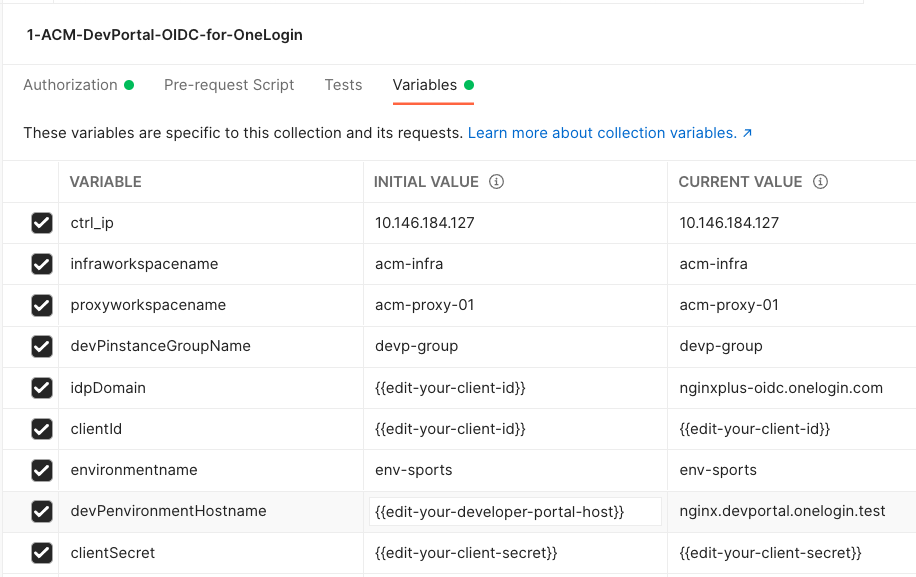 1-ACM-DevPortal-OIDC-for-OneLogin
Authorization Pre-request Script Tests Variables
These variables are specific to this collection and its requests. Learn more about collection variables. ↗
VARIABLE INITIAL VALUE CURRENT VALUE
ctrl_ip 10.146.184.127 10.146.184.127
infraworkspacename acm-infra acm-infra
proxyworkspacename acm-proxy-01 acm-proxy-01
devPinstanceGroupName devp-group devp-group
idpDomain {{edit-your-client-id}} nginxplus-oidc.onelogin.com
clientId {{edit-your-client-id}} {{edit-your-client-id}}
environmentname env-sports env-sports
devPenvironmentHostname {{edit-your-developer-portal-host}} nginx.devportal.onelogin.test
clientSecret {{edit-your-client-secret}} {{edit-your-client-secret}}